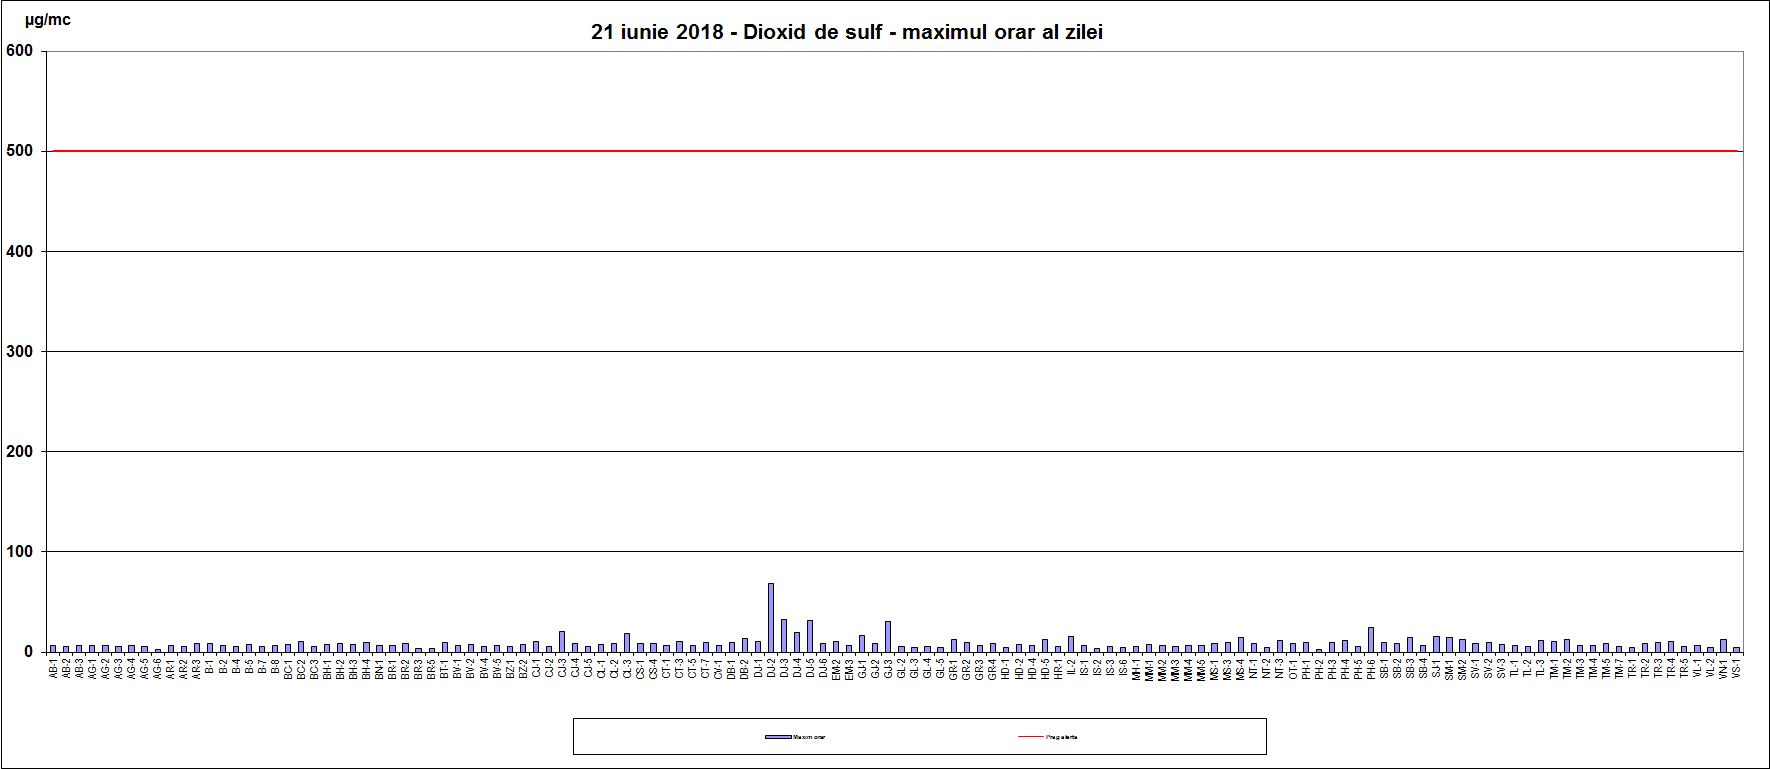 µg/mc
21 iunie 2018 - Dioxid de sulf - maximul orar al zilei
600
500
400
300
200
100
0
AB-1 AB-2 AB-3 AG-1 AG-2 AG-3 AG-4 AG-5 AG-6 AR-1 AR-2 AR-3 B-1 B-2 B-4 B-5 B-7 B-8 BC-1 BC-2 BC-3 BH-1 BH-2 BH-3 BH-4 BN-1 BR-1 BR-2 BR-3 BR-5 BT-1 BV-1 BV-2 BV-4 BV-5 BZ-1 BZ-2 CJ-1 CJ-2 CJ-3 CJ-4 CJ-5 CL-1 CL-2 CL-3 CS-1 CS-4 CT-1 CT-3 CT-5 CT-7 CV-1 DB-1 DB-2 DJ-1 DJ-2 DJ-3 DJ-4 DJ-5 DJ-6 EM-2 EM-3 GJ-1 GJ-2 GJ-3 GL-2 GL-3 GL-4 GL-5 GR-1 GR-2 GR-3 GR-4 HD-1 HD-2 HD-4 HD-5 HR-1 IL-2 IS-1 IS-2 IS-3 IS-6 MH-1 MM-1 MM-2 MM-3 MM-4 MM-5 MS-1 MS-3 MS-4 NT-1 NT-2 NT-3 OT-1 PH-1 PH-2 PH-3 PH-4 PH-5 PH-6 SB-1 SB-2 SB-3 SB-4 SJ-1 SM-1 SM-2 SV-1 SV-2 SV-3 TL-1 TL-2 TL-3 TM-1 TM-2 TM-3 TM-4 TM-5 TM-7 TR-1 TR-2 TR-3 TR-4 TR-5 VL-1 VL-2 VN-1 VS-1
Maxim orar Prag alerta